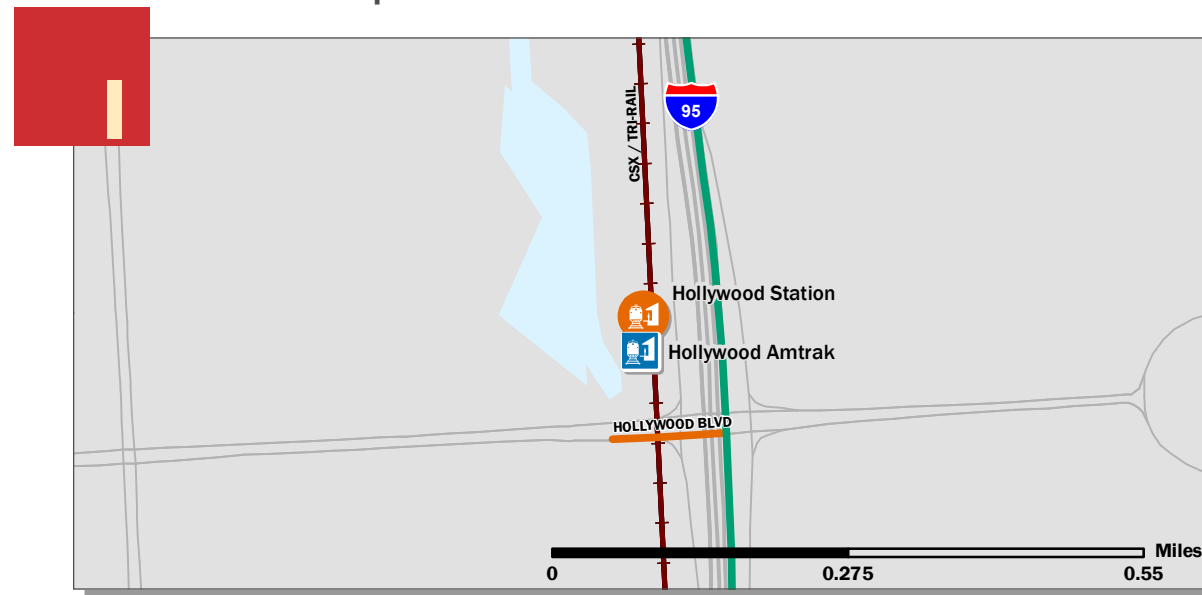 CSX / TRI-RAIL
95
Hollywood Station
Hollywood Amtrak
HOLLYWOOD BLVD
Miles
0 0.275 0.55